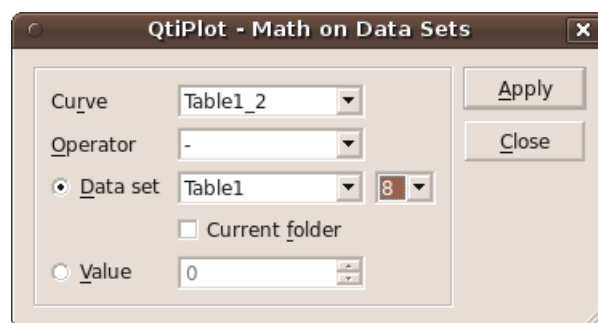 QtiPlot - Math on Data Sets
Curve Table1_2 Apply
Operator - Close
Data set Table1 8
Current folder
Value 0